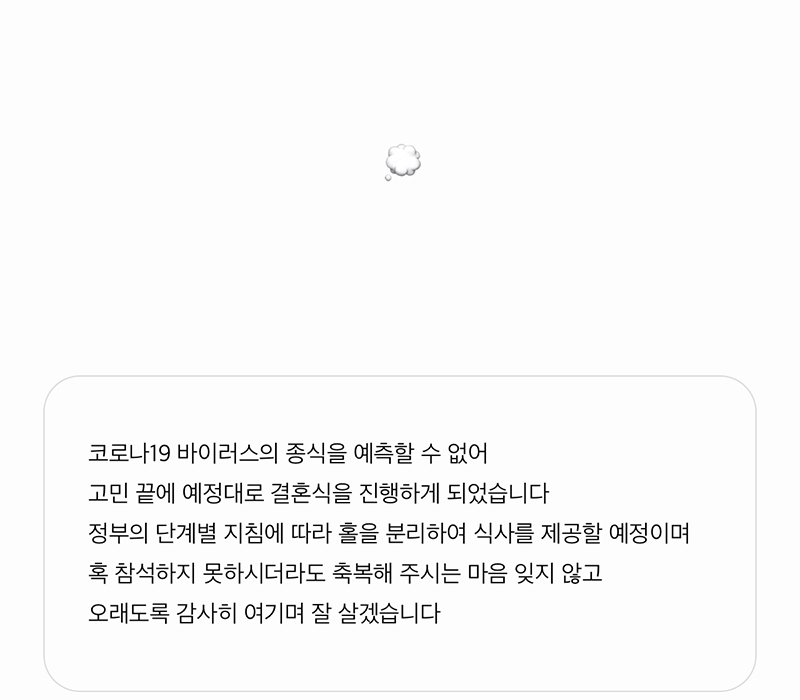 코로나19 바이러스의 종식을 예측할 수 없어
고민 끝에 예정대로 결혼식을 진행하게 되었습니다
정부의 단계별 지침에 따라 홀을 분리하여 식사를 제공할 예정이며
혹 참석하지 못하시더라도 축복해 주시는 마음 잊지 않고
오래도록 감사히 여기며 잘 살겠습니다